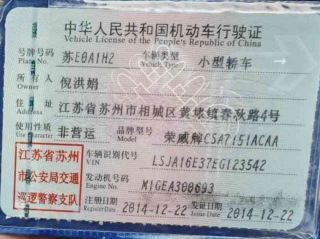 中华人民共和国机动车行驶证
Vehicle License of the People's Republic of China
号牌号码 苏E0A1H2 车辆类型 小型轿车
Plate No. Vehicle Type
所有人 倪洪娟
Owner
住址 江苏省苏州市相城区黄埭镇春秋路4号
Address
使用性质 非营运 品牌型号 荣威牌CSA7151ACAA
Use Character Model
江苏省苏州 车辆识别代号 LSJA16E37EG123542
市公安局交通 VIN
巡逻警察支队 发动机号码 M1GEA308693
Engine No.
注册日期 2014-12-22 发证日期 2014-12-22
Register Date Issue Date